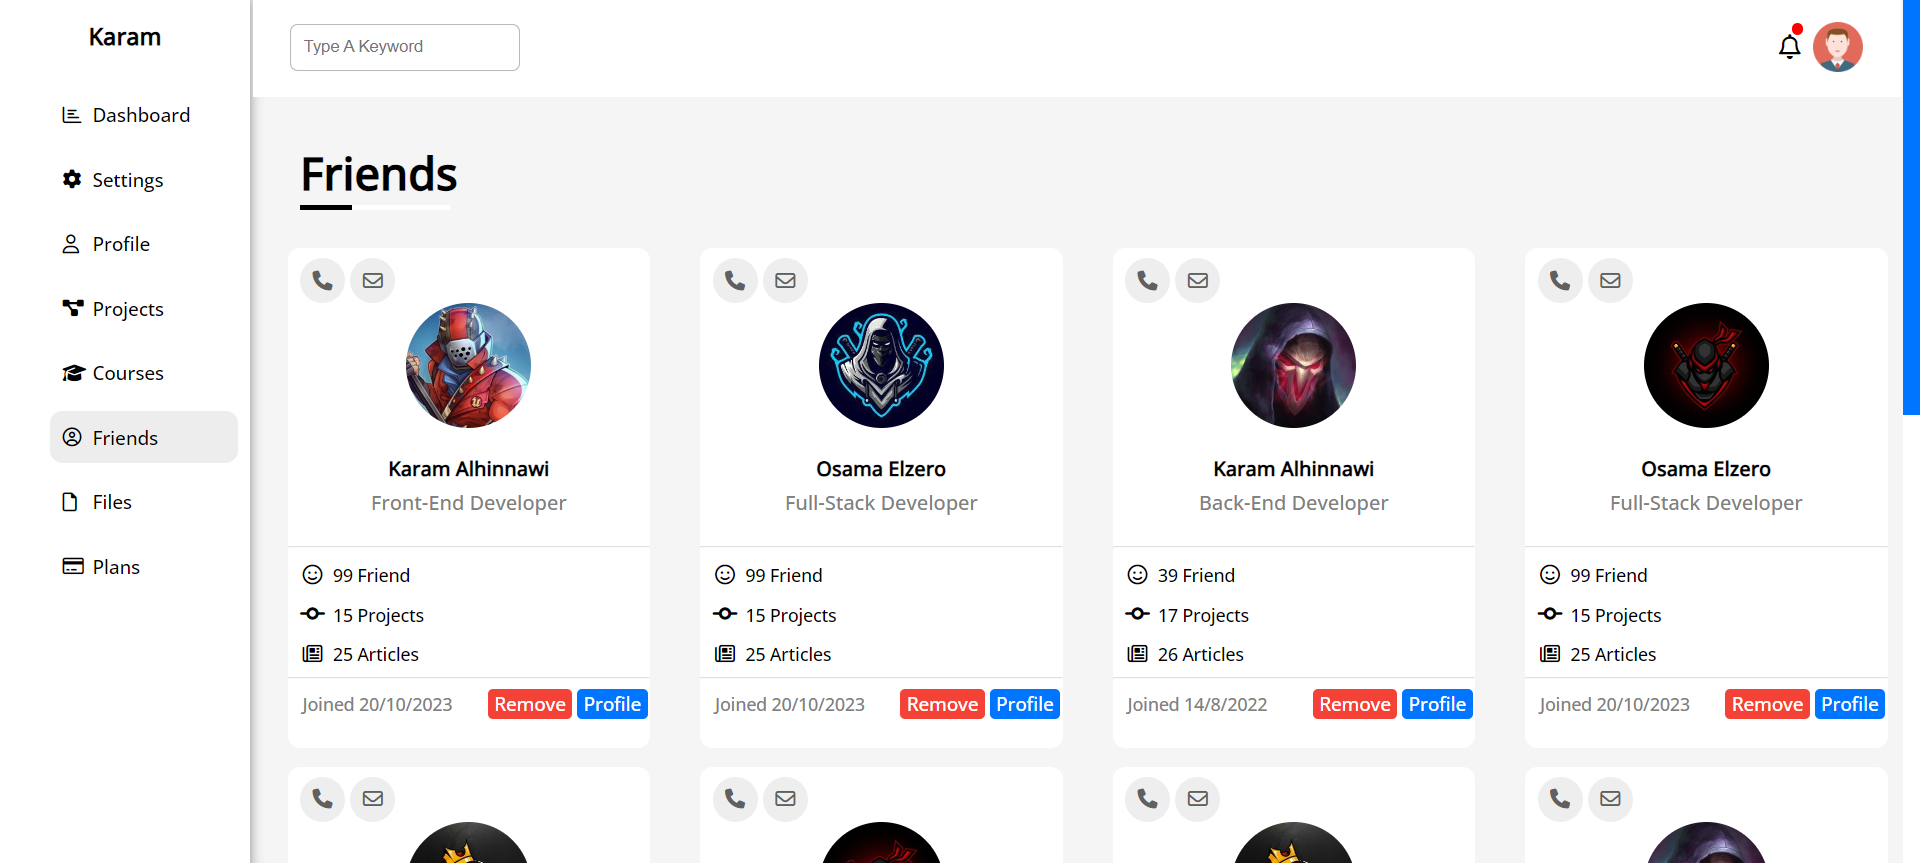 Karam
Dashboard
Settings
Profile
Projects
Courses
Friends
Files
Plans
Type A Keyword
Friends
Karam Alhinnawi
Front-End Developer
99 Friend
15 Projects
25 Articles
Joined 20/10/2023 Remove Profile
Osama Elzero
Full-Stack Developer
99 Friend
15 Projects
25 Articles
Joined 20/10/2023 Remove Profile
Karam Alhinnawi
Back-End Developer
39 Friend
17 Projects
26 Articles
Joined 14/8/2022 Remove Profile
Osama Elzero
Full-Stack Developer
99 Friend
15 Projects
25 Articles
Joined 20/10/2023 Remove Profile